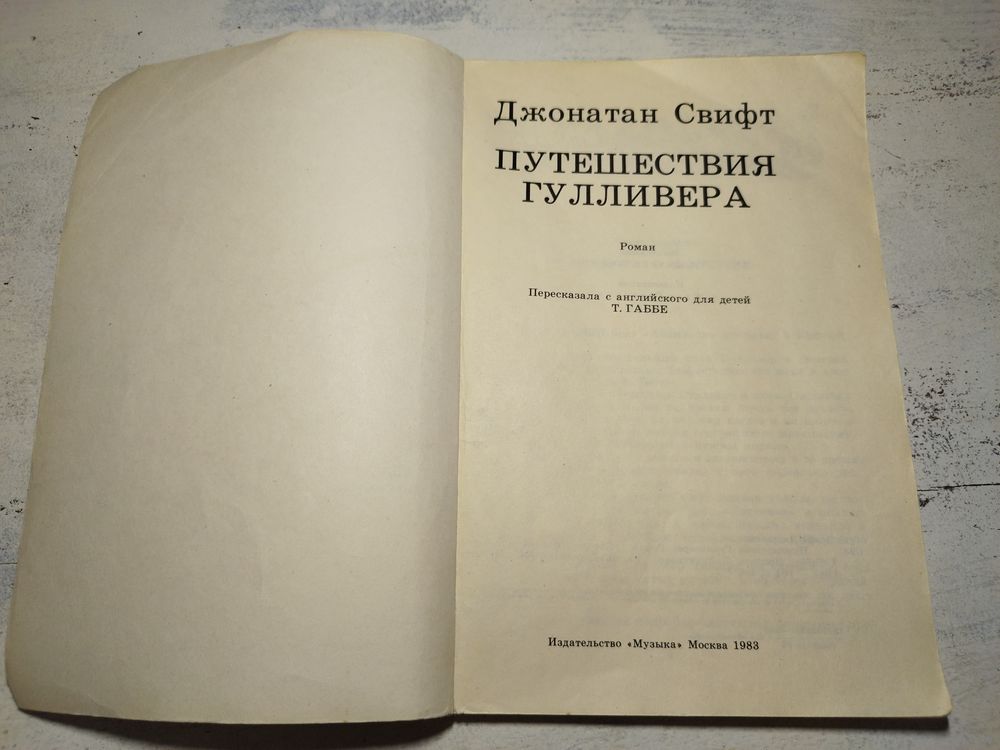 Джонатан Свифт
ПУТЕШЕСТВИЯ
ГУЛЛИВЕРА
Роман
Пересказала с английского для детей
Т. ГАББЕ
Издательство «Музыка» Москва 1983